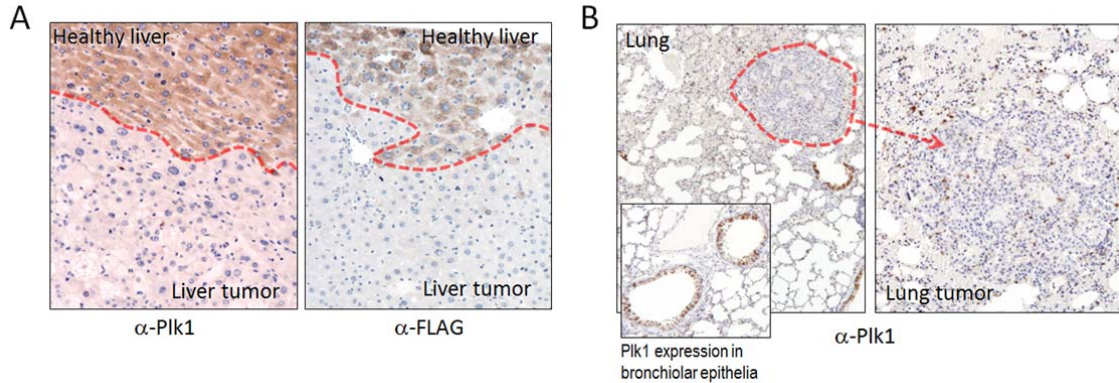 A
Healthy liver
Liver tumor
α-Plk1
Healthy liver
Liver tumor
α-FLAG
B
Lung
Plk1 expression in
bronchiolar epithelia
Lung tumor
α-Plk1